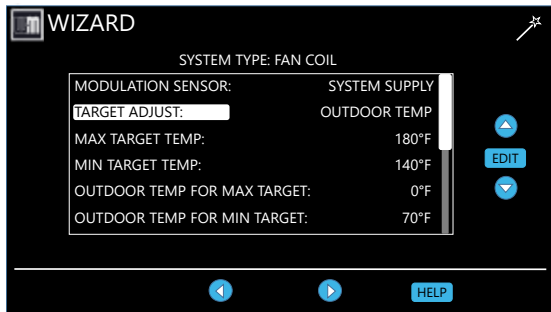 WIZARD
SYSTEM TYPE: FAN COIL
MODULATION SENSOR: SYSTEM SUPPLY
TARGET ADJUST: OUTDOOR TEMP
MAX TARGET TEMP: 180°F
MIN TARGET TEMP: 140°F
EDIT
OUTDOOR TEMP FOR MAX TARGET: 0°F
OUTDOOR TEMP FOR MIN TARGET: 70°F
HELP